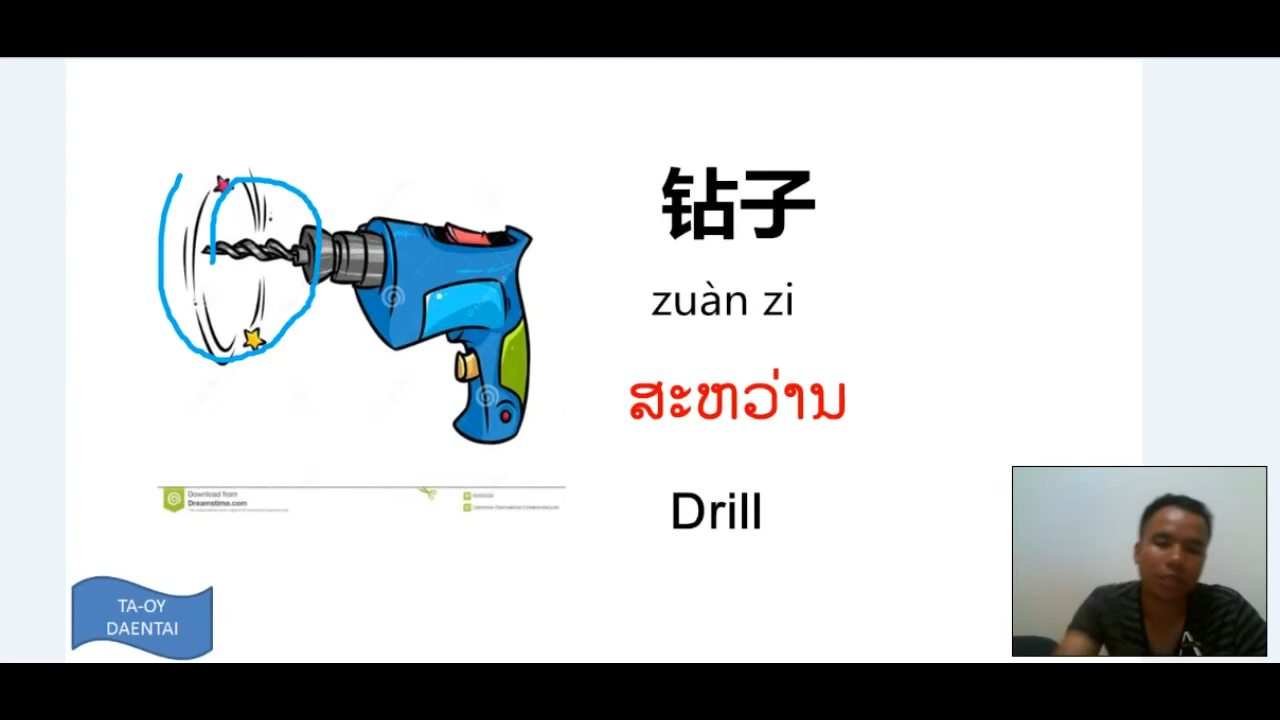 钻子
zuàn zi
ສະຫວ່ານ
Drill
Download from
Dreamstime.com
TA-OY
DAENTAI